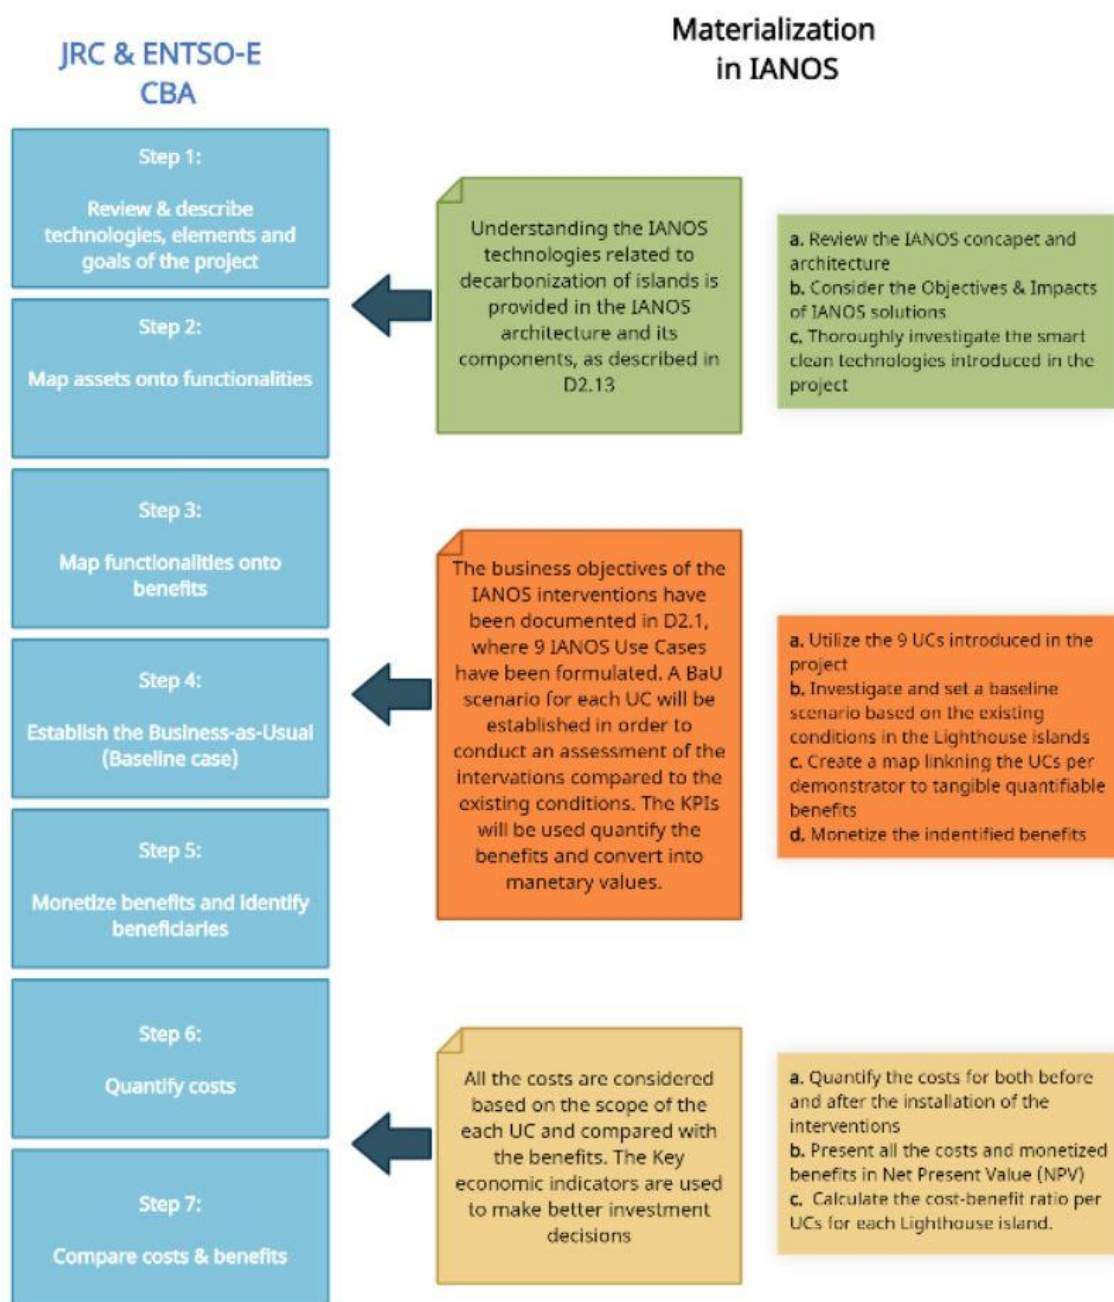 JRC & ENTSO-E
CBA
Materialization
in IANOS
Step 1:
Review & describe
technologies, elements and
goals of the project
Step 2:
Map assets onto functionalities
Step 3:
Map functionalities onto
benefits
Step 4:
Establish the Business-as-Usual
(Baseline case)
Step 5:
Monetize benefits and identify
beneficiaries
Step 6:
Quantify costs
Step 7:
Compare costs & benefits
Understanding the IANOS
technologies related to
decarbonization of islands is
provided in the IANOS
architecture and its
components, as described in
D2.13
a. Review the IANOS concapet and
architecture
b. Consider the Objectives & Impacts
of IANOS solutions
c. Thoroughly investigate the smart
clean technologies introduced in the
project
The business objectives of the
IANOS interventions have
been documented in D2.1,
where 9 IANOS Use Cases
have been formulated. A BaU
scenario for each UC will be
established in order to
conduct an assessment of the
intervations compared to the
existing conditions. The KPIs
will be used quantify the
benefits and convert into
manetary values.
a. Utilize the 9 UCs introduced in the
project
b. Investigate and set a baseline
scenario based on the existing
conditions in the Lighthouse islands
c. Create a map linkning the UCs per
demonstrator to tangible quantifiable
benefits
d. Monetize the indentified benefits
All the costs are considered
based on the scope of the
each UC and compared with
the benefits. The Key
economic indicators are used
to make better investment
decisions
a. Quantify the costs for both before
and after the installation of the
interventions
b. Present all the costs and monetized
benefits in Net Present Value (NPV)
c. Calculate the cost-benefit ratio per
UCs for each Lighthouse island.